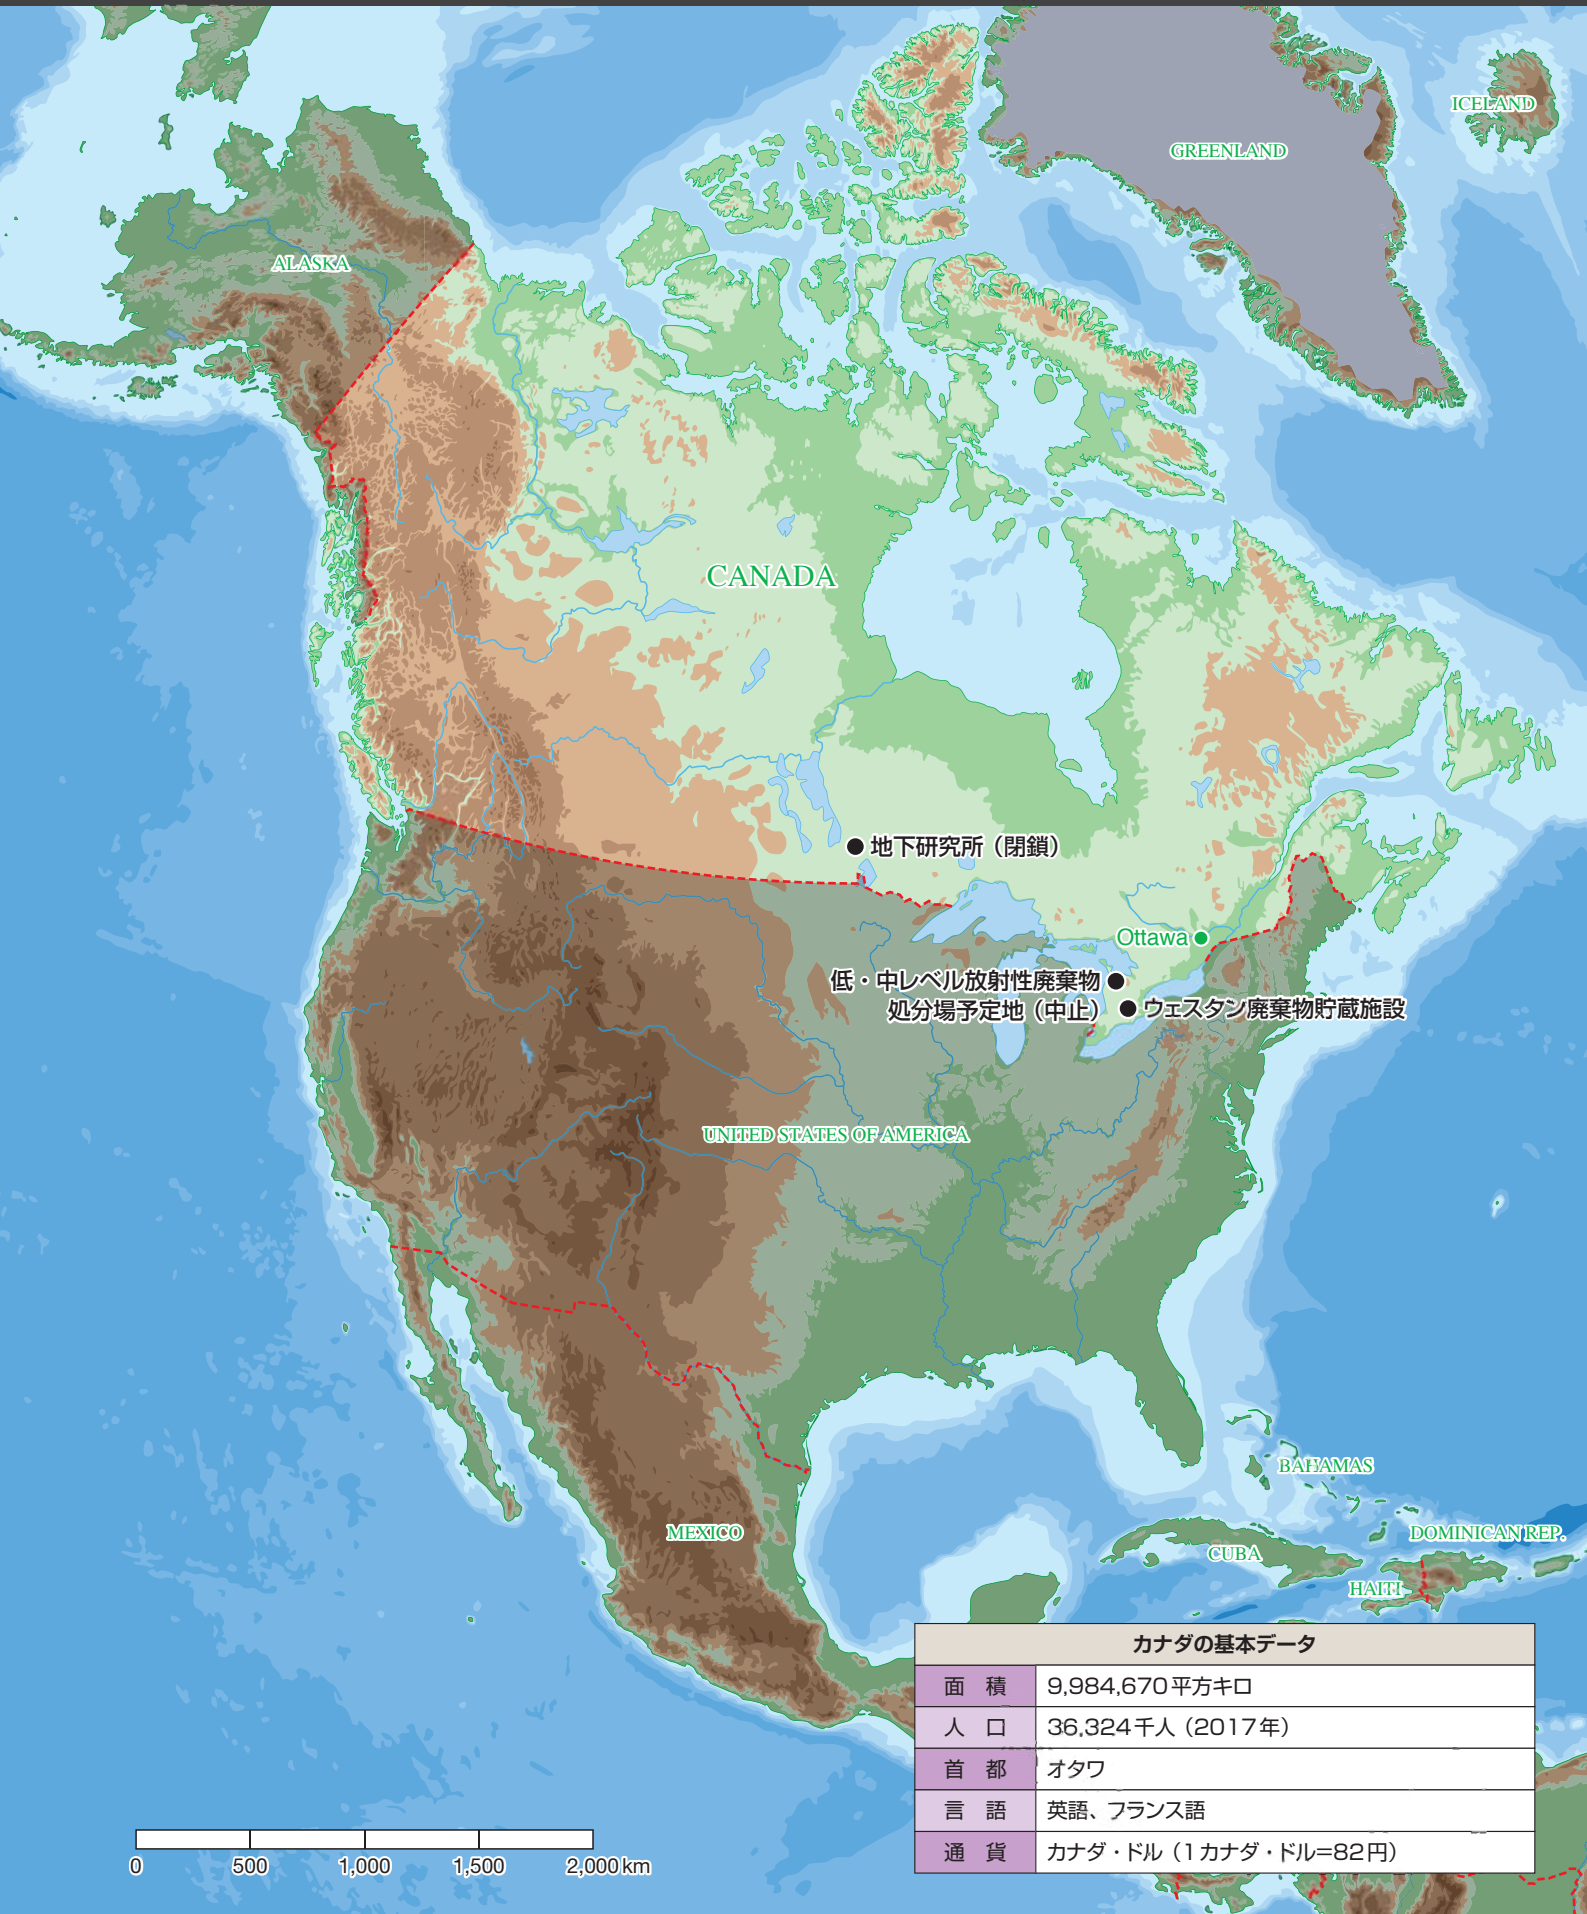 ICELAND
GREENLAND
ALASKA
CANADA
地下研究所（閉鎖）
Ottawa
低・中レベル放射性廃棄物
処分場予定地（中止）
ウェスタン廃棄物貯蔵施設
UNITED STATES OF AMERICA
BAHAMAS
MEXICO
DOMINICAN REP.
CUBA
HAITI
カナダの基本データ
面 積 9,984,670平方キロ
人 口 36,324千人（2017年）
首 都 オタワ
言 語 英語、フランス語
通 貨 カナダ・ドル（1カナダ・ドル=82円）
0 500 1,000 1,500 2,000km